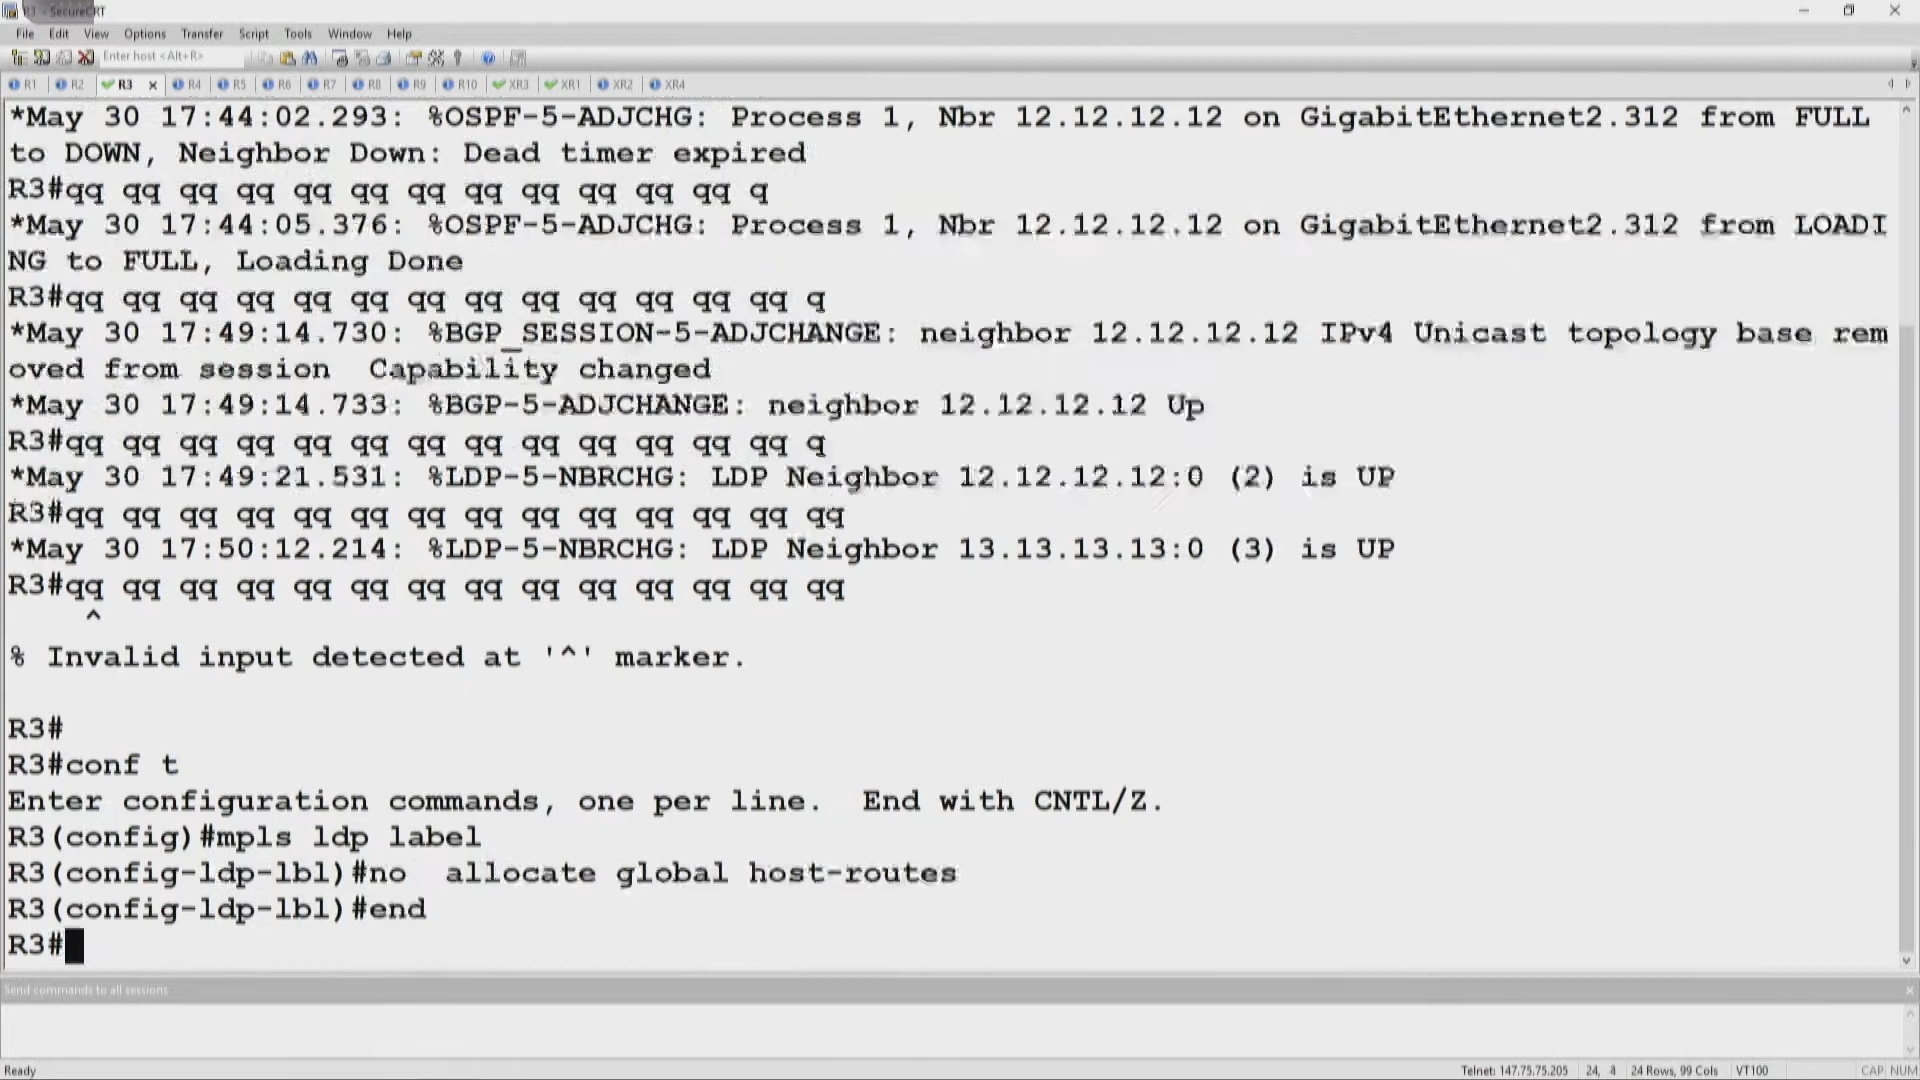 R3 - SecureCRT
File Edit View Options Transfer Script Tools Window Help
Enter host <Alt+R>
R1 R2 R3 R4 R5 R6 R7 R8 R9 R10 XR3 XR1 XR2 XR4
*May 30 17:44:02.293: %OSPF-5-ADJCHG: Process 1, Nbr 12.12.12.12 on GigabitEthernet2.312 from FULL
to DOWN, Neighbor Down: Dead timer expired
R3#qq qq qq qq qq qq qq qq qq qq qq qq q
*May 30 17:44:05.376: %OSPF-5-ADJCHG: Process 1, Nbr 12.12.12.12 on GigabitEthernet2.312 from LOADI
NG to FULL, Loading Done
R3#qq qq qq qq qq qq qq qq qq qq qq qq qq q
*May 30 17:49:14.730: %BGP_SESSION-5-ADJCHANGE: neighbor 12.12.12.12 IPv4 Unicast topology base rem
oved from session  Capability changed
*May 30 17:49:14.733: %BGP-5-ADJCHANGE: neighbor 12.12.12.12 Up
R3#qq qq qq qq qq qq qq qq qq qq qq qq qq q
*May 30 17:49:21.531: %LDP-5-NBRCHG: LDP Neighbor 12.12.12.12:0 (2) is UP
R3#qq qq qq qq qq qq qq qq qq qq qq qq qq qq
*May 30 17:50:12.214: %LDP-5-NBRCHG: LDP Neighbor 13.13.13.13:0 (3) is UP
R3#qq qq qq qq qq qq qq qq qq qq qq qq qq qq
^
% Invalid input detected at '^' marker.
R3#
R3#conf t
Enter configuration commands, one per line.  End with CNTL/Z.
R3(config)#mpls ldp label
R3(config-ldp-lbl)#no  allocate global host-routes
R3(config-ldp-lbl)#end
R3#
Send commands to all sessions
Ready Telnet: 147.75.75.205 24, 4 24 Rows, 99 Cols VT100 CAP NUM